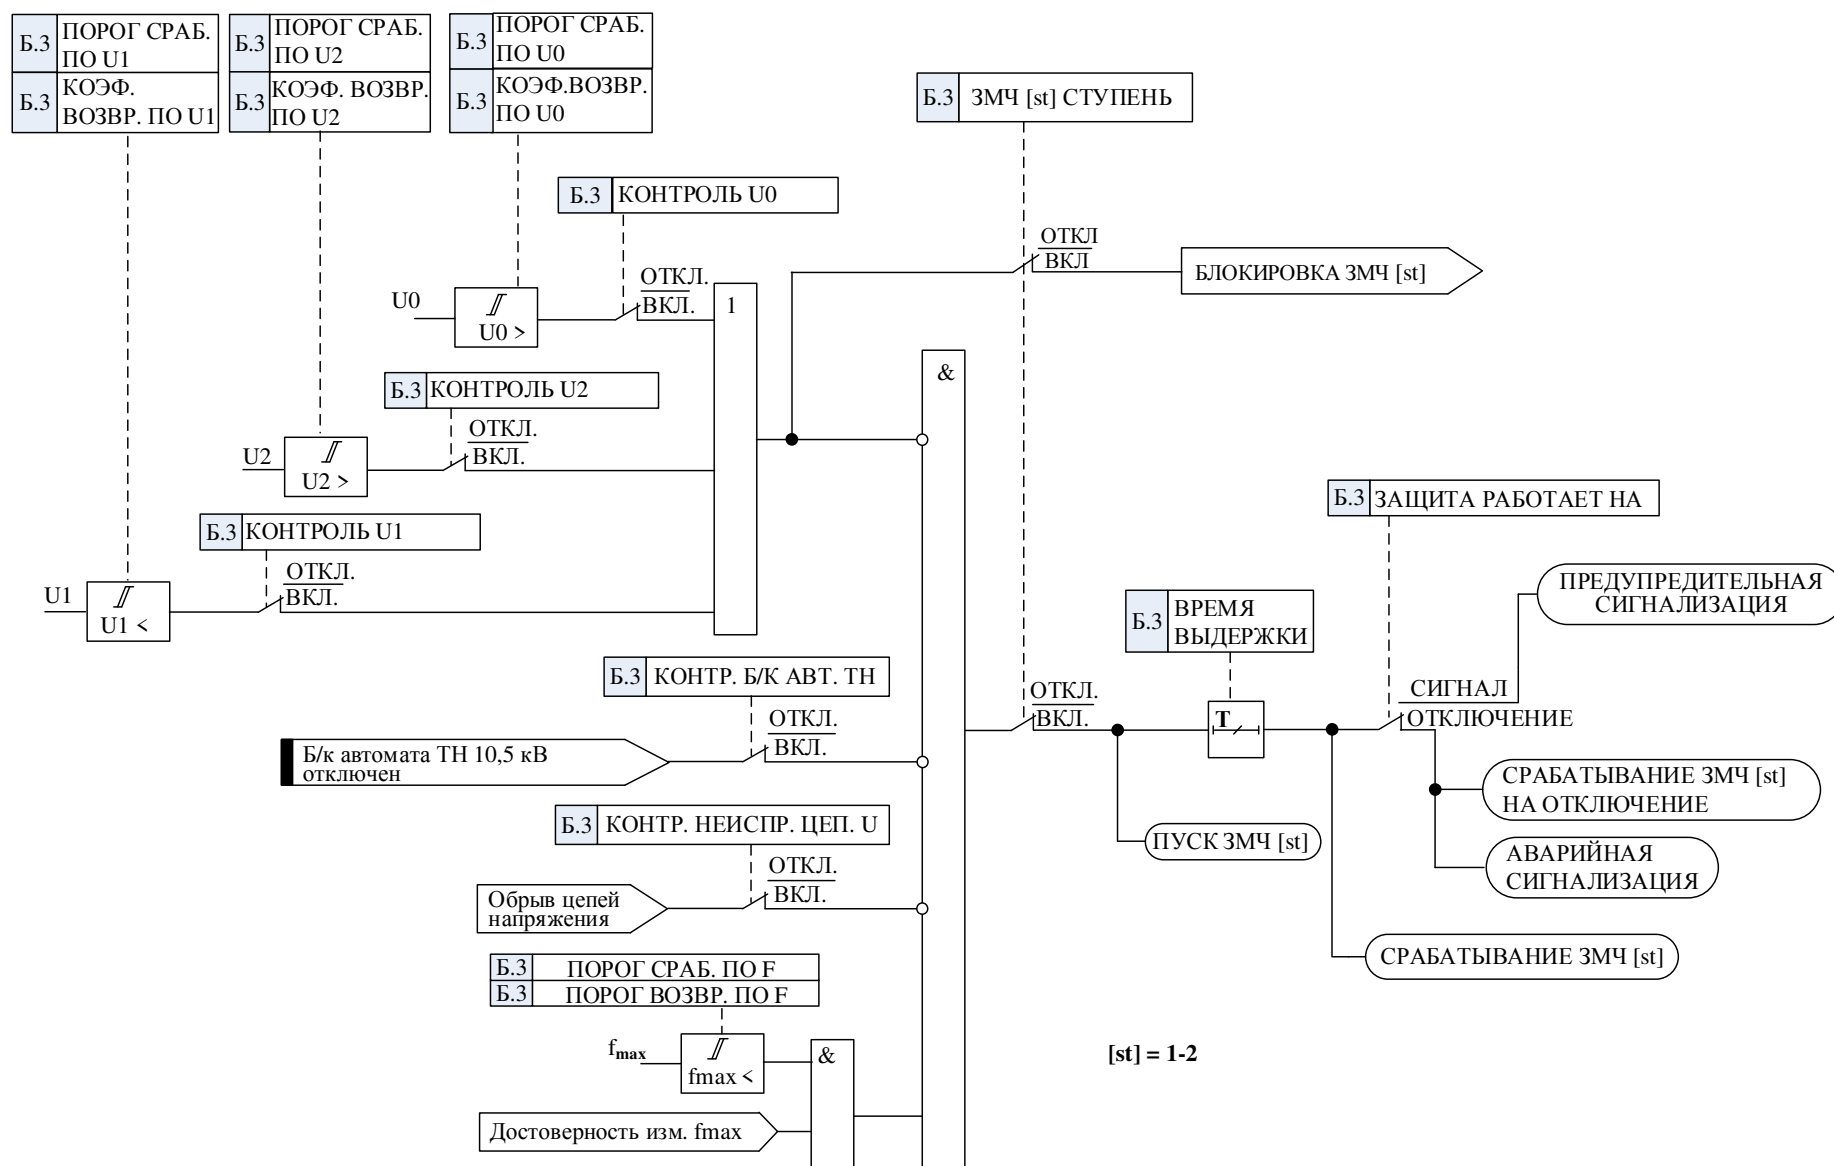 Б.3
ПОРОГ СРАБ.
ПО U1
Б.3
КОЭФ.
ВОЗВР. ПО U1
Б.3
ПОРОГ СРАБ.
ПО U2
Б.3
КОЭФ. ВОЗВР.
ПО U2
Б.3
ПОРОГ СРАБ.
ПО U0
Б.3
КОЭФ.ВОЗВР.
ПО U0
Б.3 ЗМЧ [st] СТУПЕНЬ
Б.3 КОНТРОЛЬ U0
ОТКЛ
ВКЛ
БЛОКИРОВКА ЗМЧ [st]
U0
U0 >
ОТКЛ.
ВКЛ.
1
&
Б.3 КОНТРОЛЬ U2
ОТКЛ.
ВКЛ.
U2
U2 >
Б.3 КОНТРОЛЬ U1
ОТКЛ.
ВКЛ.
U1
U1 <
Б.3 ЗАЩИТА РАБОТАЕТ НА
ПРЕДУПРЕДИТЕЛЬНАЯ
СИГНАЛИЗАЦИЯ
Б.3
ВРЕМЯ
ВЫДЕРЖКИ
Б.3 КОНТР. Б/К АВТ. ТН
ОТКЛ.
ВКЛ.
Б/к автомата ТН 10,5 кВ
отключен
ОТКЛ.
ВКЛ.
T
СИГНАЛ
ОТКЛЮЧЕНИЕ
СРАБАТЫВАНИЕ ЗМЧ [st]
НА ОТКЛЮЧЕНИЕ
ПУСК ЗМЧ [st]
АВАРИЙНАЯ
СИГНАЛИЗАЦИЯ
Б.3 КОНТР. НЕИСПР. ЦЕП. U
ОТКЛ.
ВКЛ.
Обрыв цепей
напряжения
СРАБАТЫВАНИЕ ЗМЧ [st]
Б.3 ПОРОГ СРАБ. ПО F
Б.3 ПОРОГ ВОЗВР. ПО F
fmax
fmax <
&
[st] = 1-2
Достоверность изм. fmax